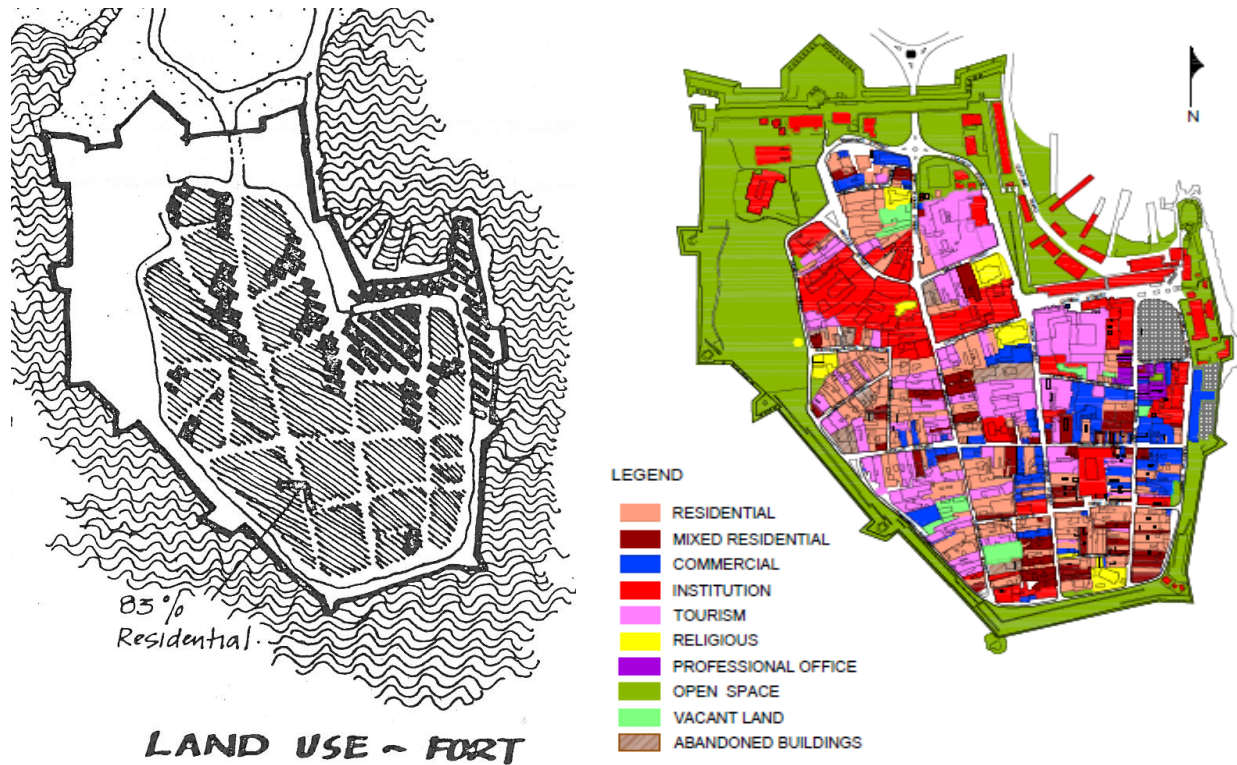 83%
Residential.
LAND USE ~ FORT
N
LEGEND
RESIDENTIAL
MIXED RESIDENTIAL
COMMERCIAL
INSTITUTION
TOURISM
RELIGIOUS
PROFESSIONAL OFFICE
OPEN SPACE
VACANT LAND
ABANDONED BUILDINGS